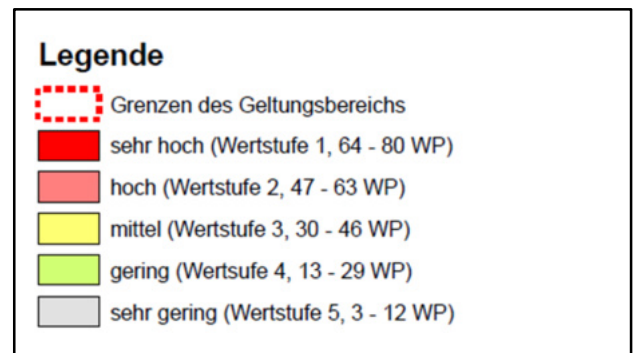 Legende
Grenzen des Geltungsbereichs
sehr hoch (Wertstufe 1, 64 - 80 WP)
hoch (Wertstufe 2, 47 - 63 WP)
mittel (Wertstufe 3, 30 - 46 WP)
gering (Wertsufe 4, 13 - 29 WP)
sehr gering (Wertstufe 5, 3 - 12 WP)